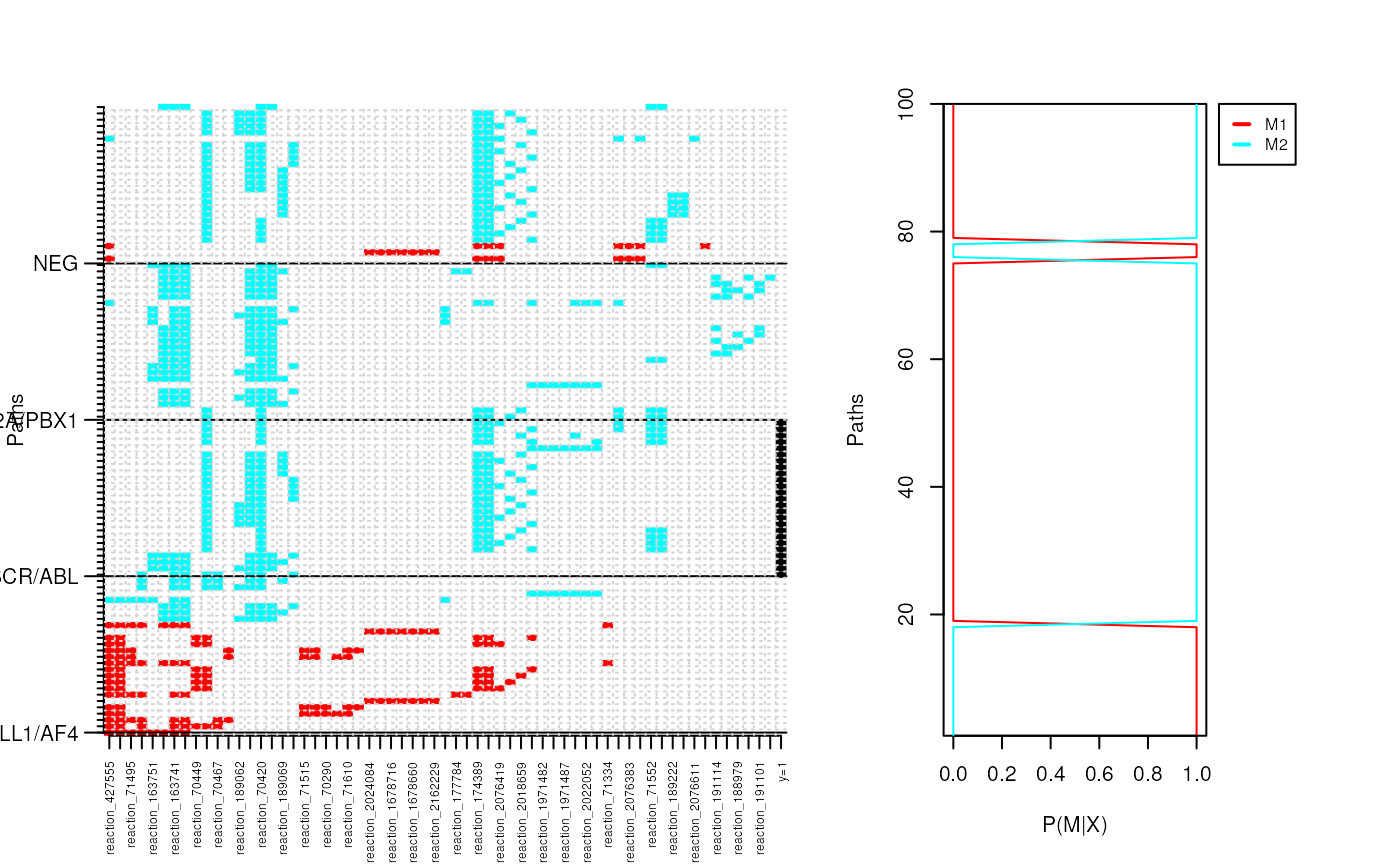 NEG
2A/PBX1
BCR/ABL
LL1/AF4
Paths
reaction_427555
reaction_71495
reaction_163751
reaction_163741
reaction_70449
reaction_70467
reaction_189062
reaction_70420
reaction_189069
reaction_71515
reaction_70290
reaction_71610
reaction_2024084
reaction_1678716
reaction_1678660
reaction_2162229
reaction_177784
reaction_174389
reaction_2076419
reaction_2018659
reaction_1971482
reaction_1971487
reaction_2022052
reaction_71334
reaction_2076383
reaction_71552
reaction_189222
reaction_2076611
reaction_191114
reaction_188979
reaction_191101
y=1
Paths
100
80
60
40
20
0.0 0.2 0.4 0.6 0.8 1.0
P(M|X)
M1
M2